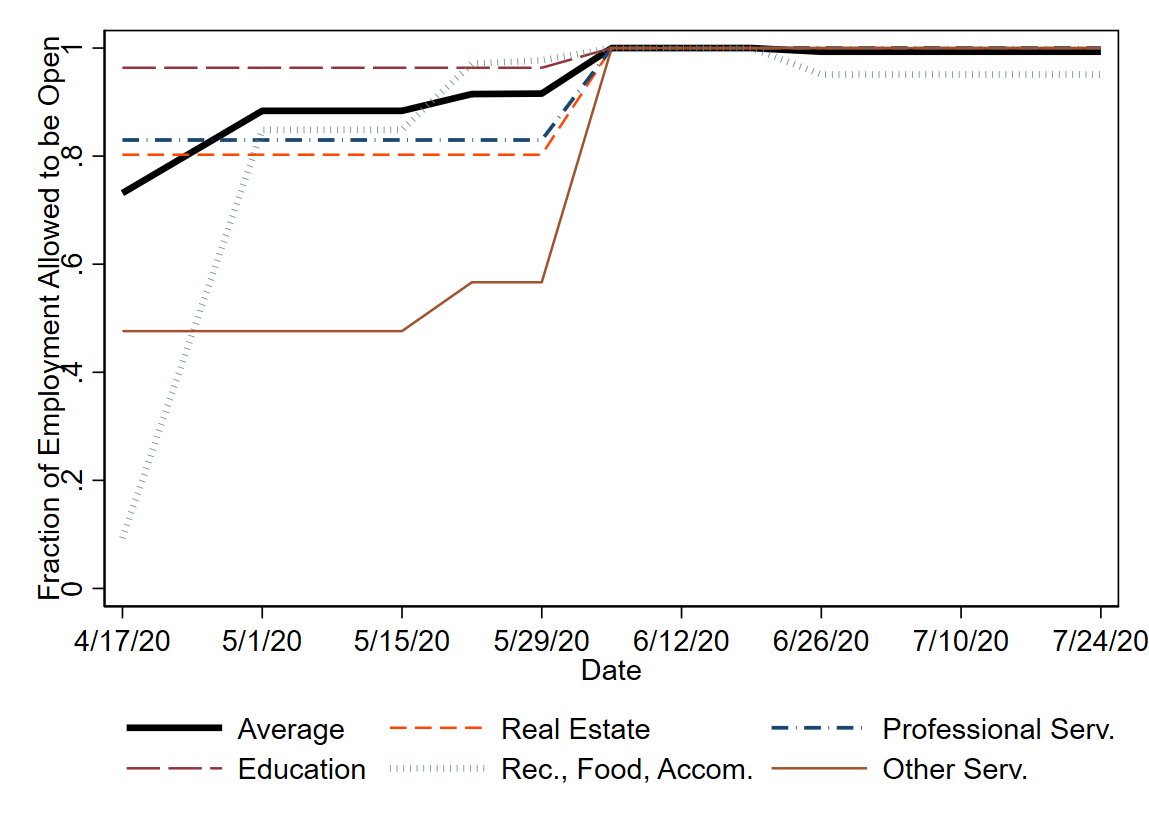 Fraction of Employment Allowed to be Open
1
.8
.6
.4
.2
0
4/17/20 5/1/20 5/15/20 5/29/20 6/12/20 6/26/20 7/10/20 7/24/20
Date
Average Real Estate Professional Serv.
Education Rec., Food, Accom. Other Serv.